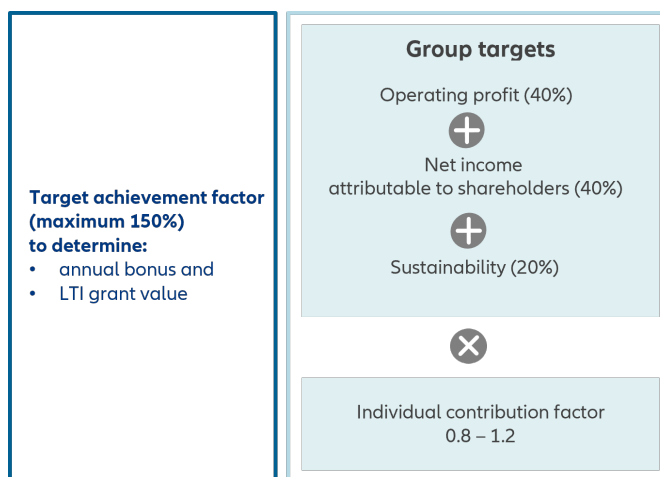 Target achievement factor
(maximum 150%)
to determine:
• annual bonus and
• LTI grant value
Group targets
Operating profit (40%)
+
Net income
attributable to shareholders (40%)
+
Sustainability (20%)
×
Individual contribution factor
0.8 – 1.2